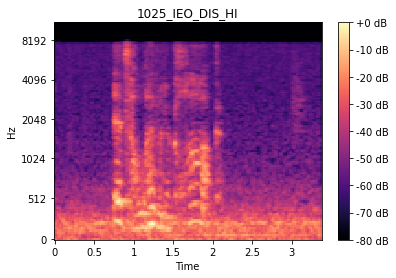 1025_IEO_DIS_HI
8192
4096
2048
1024
512
0
Hz
0 0.5 1 1.5 2 2.5 3
Time
+0 dB
-10 dB
-20 dB
-30 dB
-40 dB
-50 dB
-60 dB
-70 dB
-80 dB